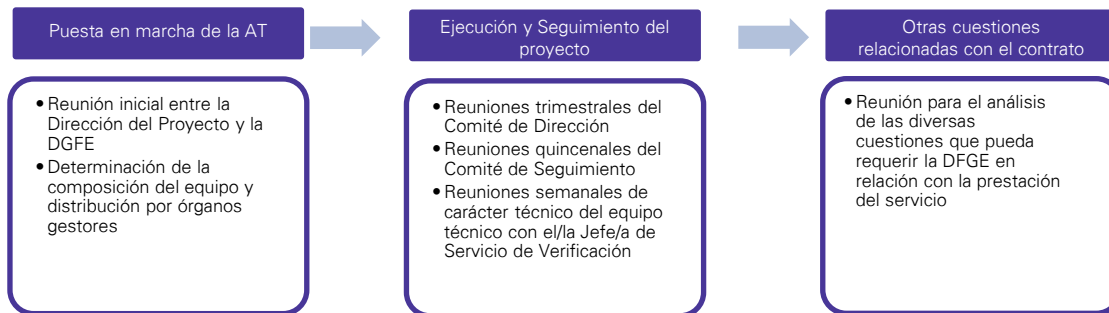 Puesta en marcha de la AT
• Reunión inicial entre la
Dirección del Proyecto y la
DGFE
• Determinación de la
composición del equipo y
distribución por órganos
gestores
Ejecución y Seguimiento del
proyecto
• Reuniones trimestrales del
Comité de Dirección
• Reuniones quincenales del
Comité de Seguimiento
• Reuniones semanales de
carácter técnico del equipo
técnico con el/la Jefe/a de
Servicio de Verificación
Otras cuestiones
relacionadas con el contrato
• Reunión para el análisis
de las diversas
cuestiones que pueda
requerir la DFGE en
relación con la prestación
del servicio